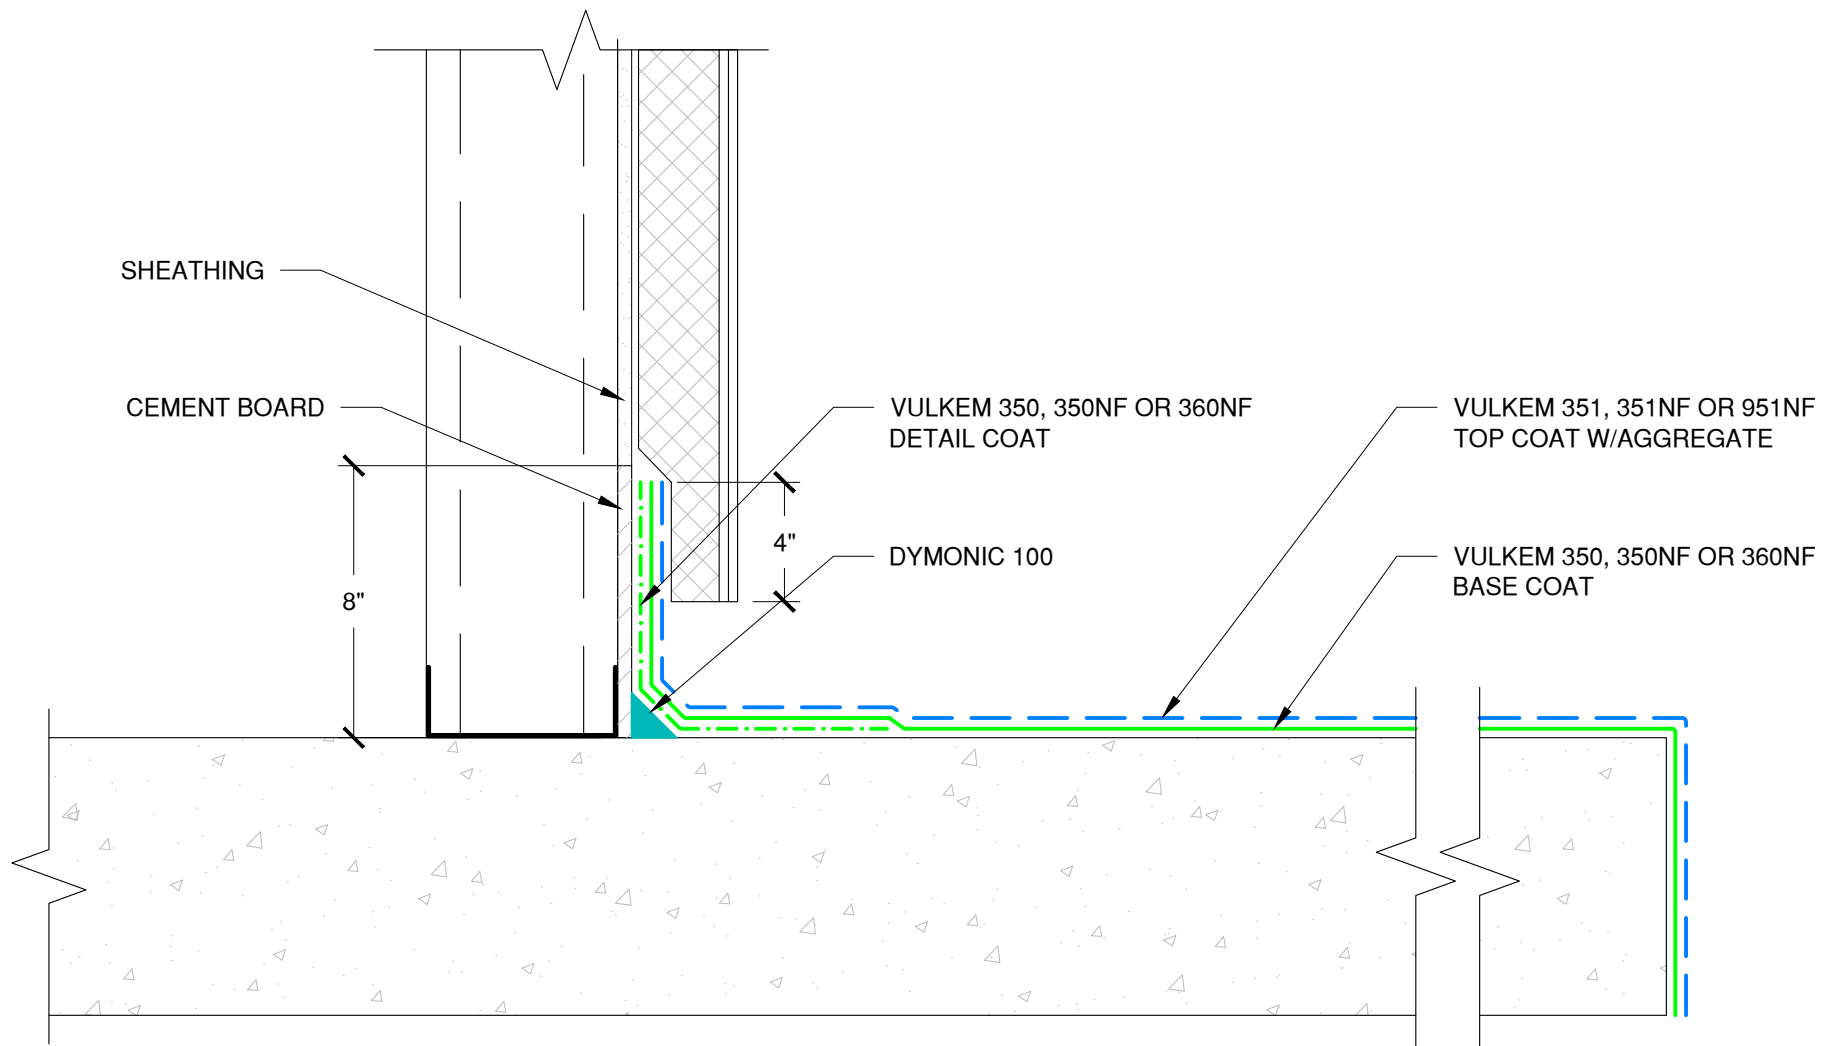 SHEATHING
CEMENT BOARD
VULKEM 350, 350NF OR 360NF
DETAIL COAT
VULKEM 351, 351NF OR 951NF
TOP COAT W/AGGREGATE
4"
DYMONIC 100
VULKEM 350, 350NF OR 360NF
BASE COAT
8"